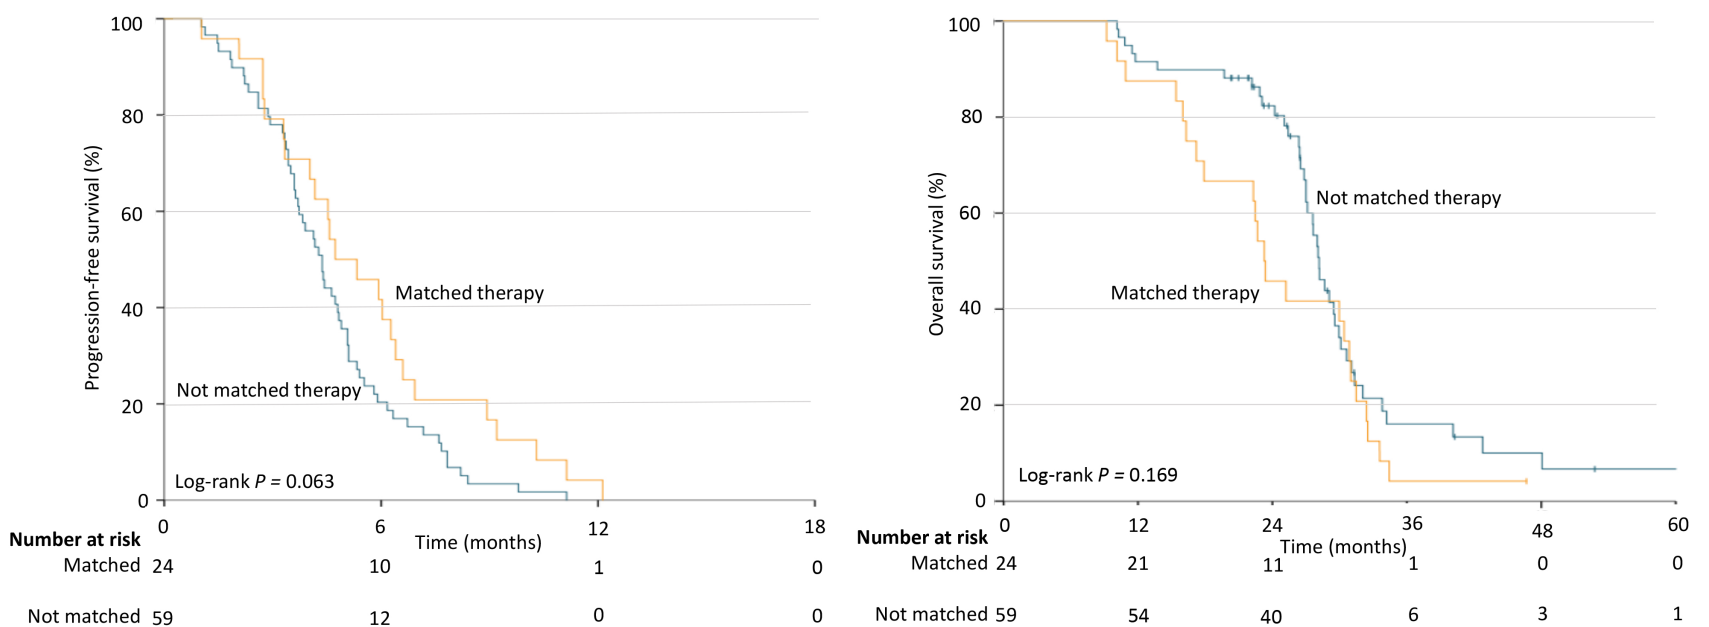 100
80
60
40
20
0
Progression-free survival (%)
Matched therapy
Not matched therapy
Log-rank P = 0.063
0 6 12 18
Time (months)
Number at risk
Matched 24 10 1 0
Not matched 59 12 0 0
100
80
60
40
20
0
Overall survival (%)
Not matched therapy
Matched therapy
Log-rank P = 0.169
0 12 24 36 48 60
Time (months)
Number at risk
Matched 24 21 11 1 0 0
Not matched 59 54 40 6 3 1